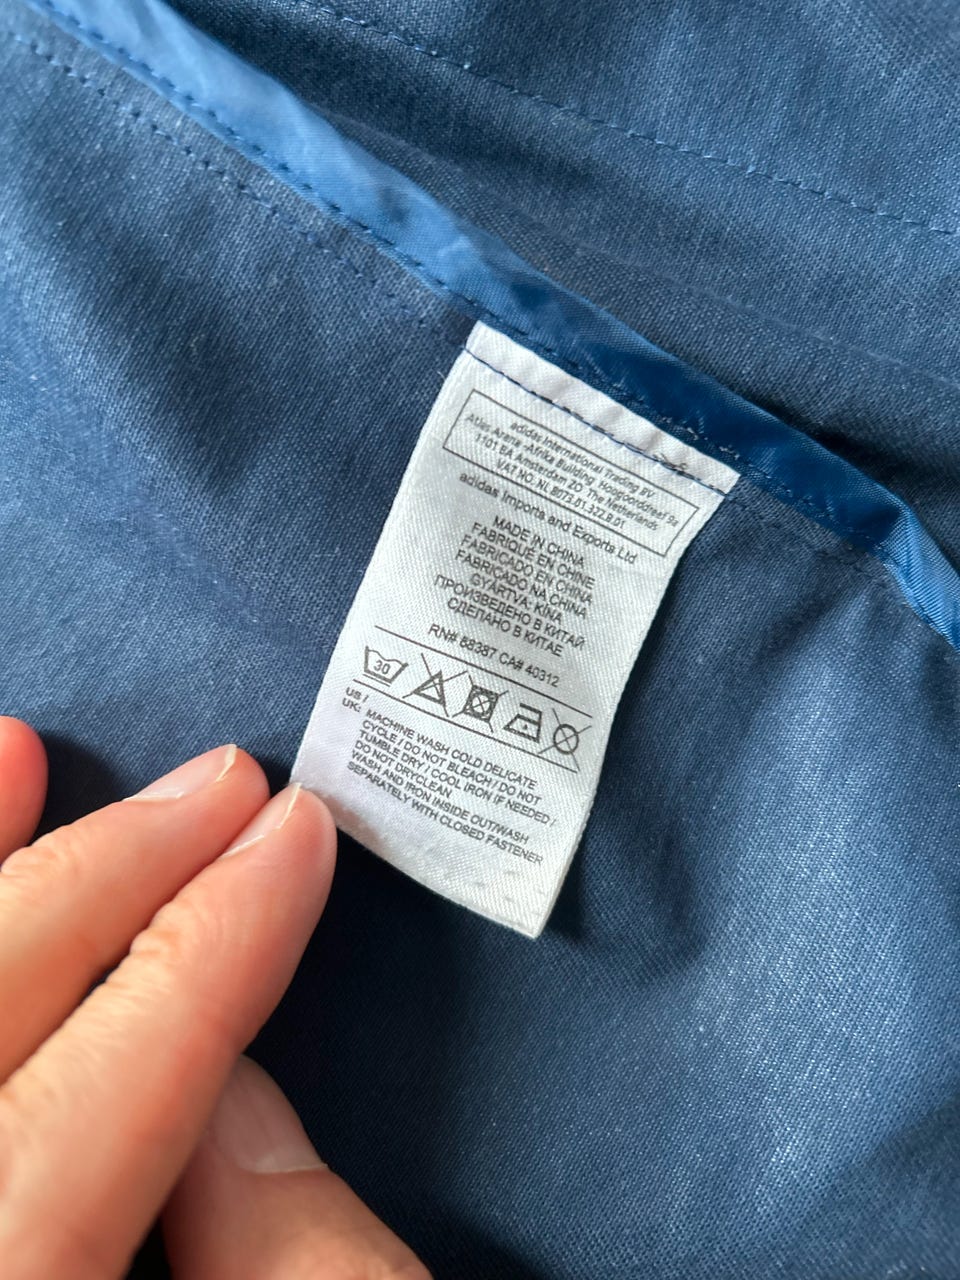 adidas International Trading BV
Atlas Arena -Afrika Building Hoogoorddreef 9a
1101 BA Amsterdam ZO The Netherlands
VAT NO: NL 8073.01.322.B.01
adidas Imports and Exports Ltd
MADE IN CHINA
FABRIQUÉ EN CHINE
FABRICADO EN CHINA
FABRICADO NA CHINA
GYÁRTVA: KÍNA
ПРОИЗВЕДЕНО В КИТАЙ
СДЕЛАНО В КИТАЕ
RN# 88387 CA# 40312
30
US /
UK: MACHINE WASH COLD DELICATE
CYCLE / DO NOT BLEACH / DO NOT
TUMBLE DRY / COOL IRON IF NEEDED /
DO NOT DRYCLEAN
WASH AND IRON INSIDE OUT/WASH
SEPARATELY WITH CLOSED FASTENER